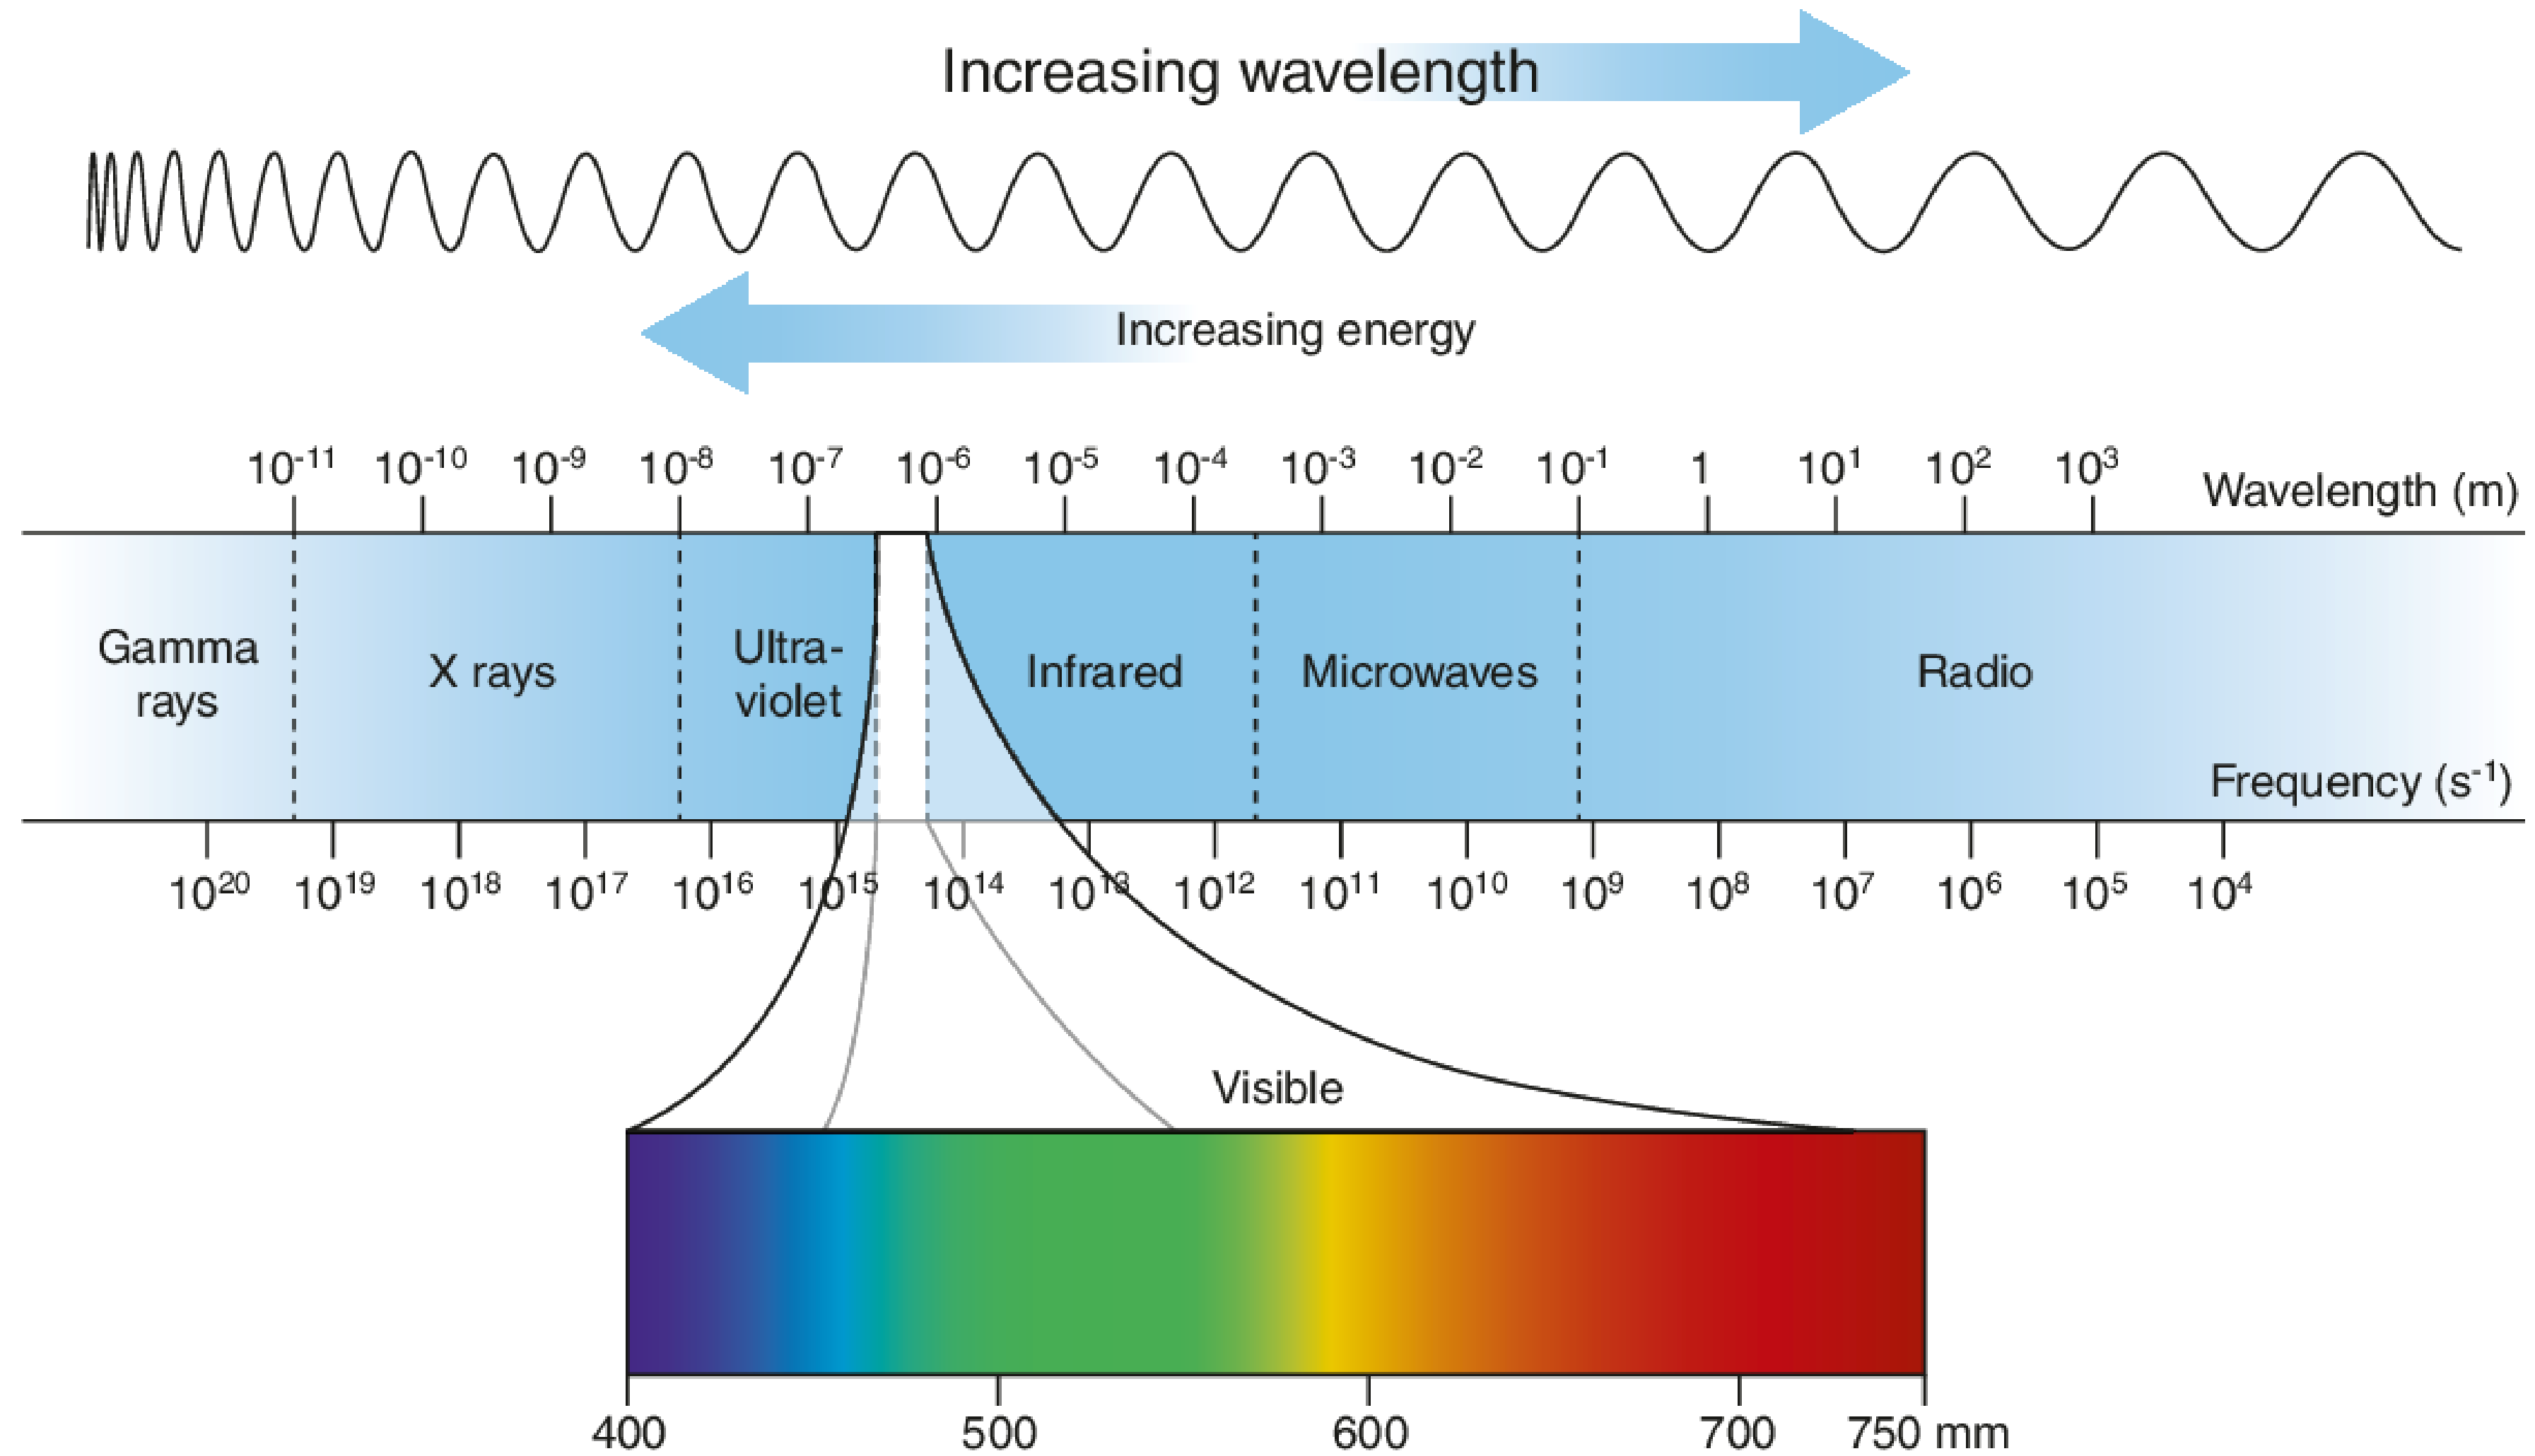 Increasing wavelength
Increasing energy
10⁻¹¹ 10⁻¹⁰ 10⁻⁹ 10⁻⁸ 10⁻⁷ 10⁻⁶ 10⁻⁵ 10⁻⁴ 10⁻³ 10⁻² 10⁻¹ 1 10¹ 10² 10³ Wavelength (m)
Gamma
rays
X rays
Ultra-
violet
Infrared
Microwaves
Radio
Frequency (s⁻¹)
10²⁰ 10¹⁹ 10¹⁸ 10¹⁷ 10¹⁶ 10¹⁵ 10¹⁴ 10¹³ 10¹² 10¹¹ 10¹⁰ 10⁹ 10⁸ 10⁷ 10⁶ 10⁵ 10⁴
Visible
400 500 600 700 750 mm